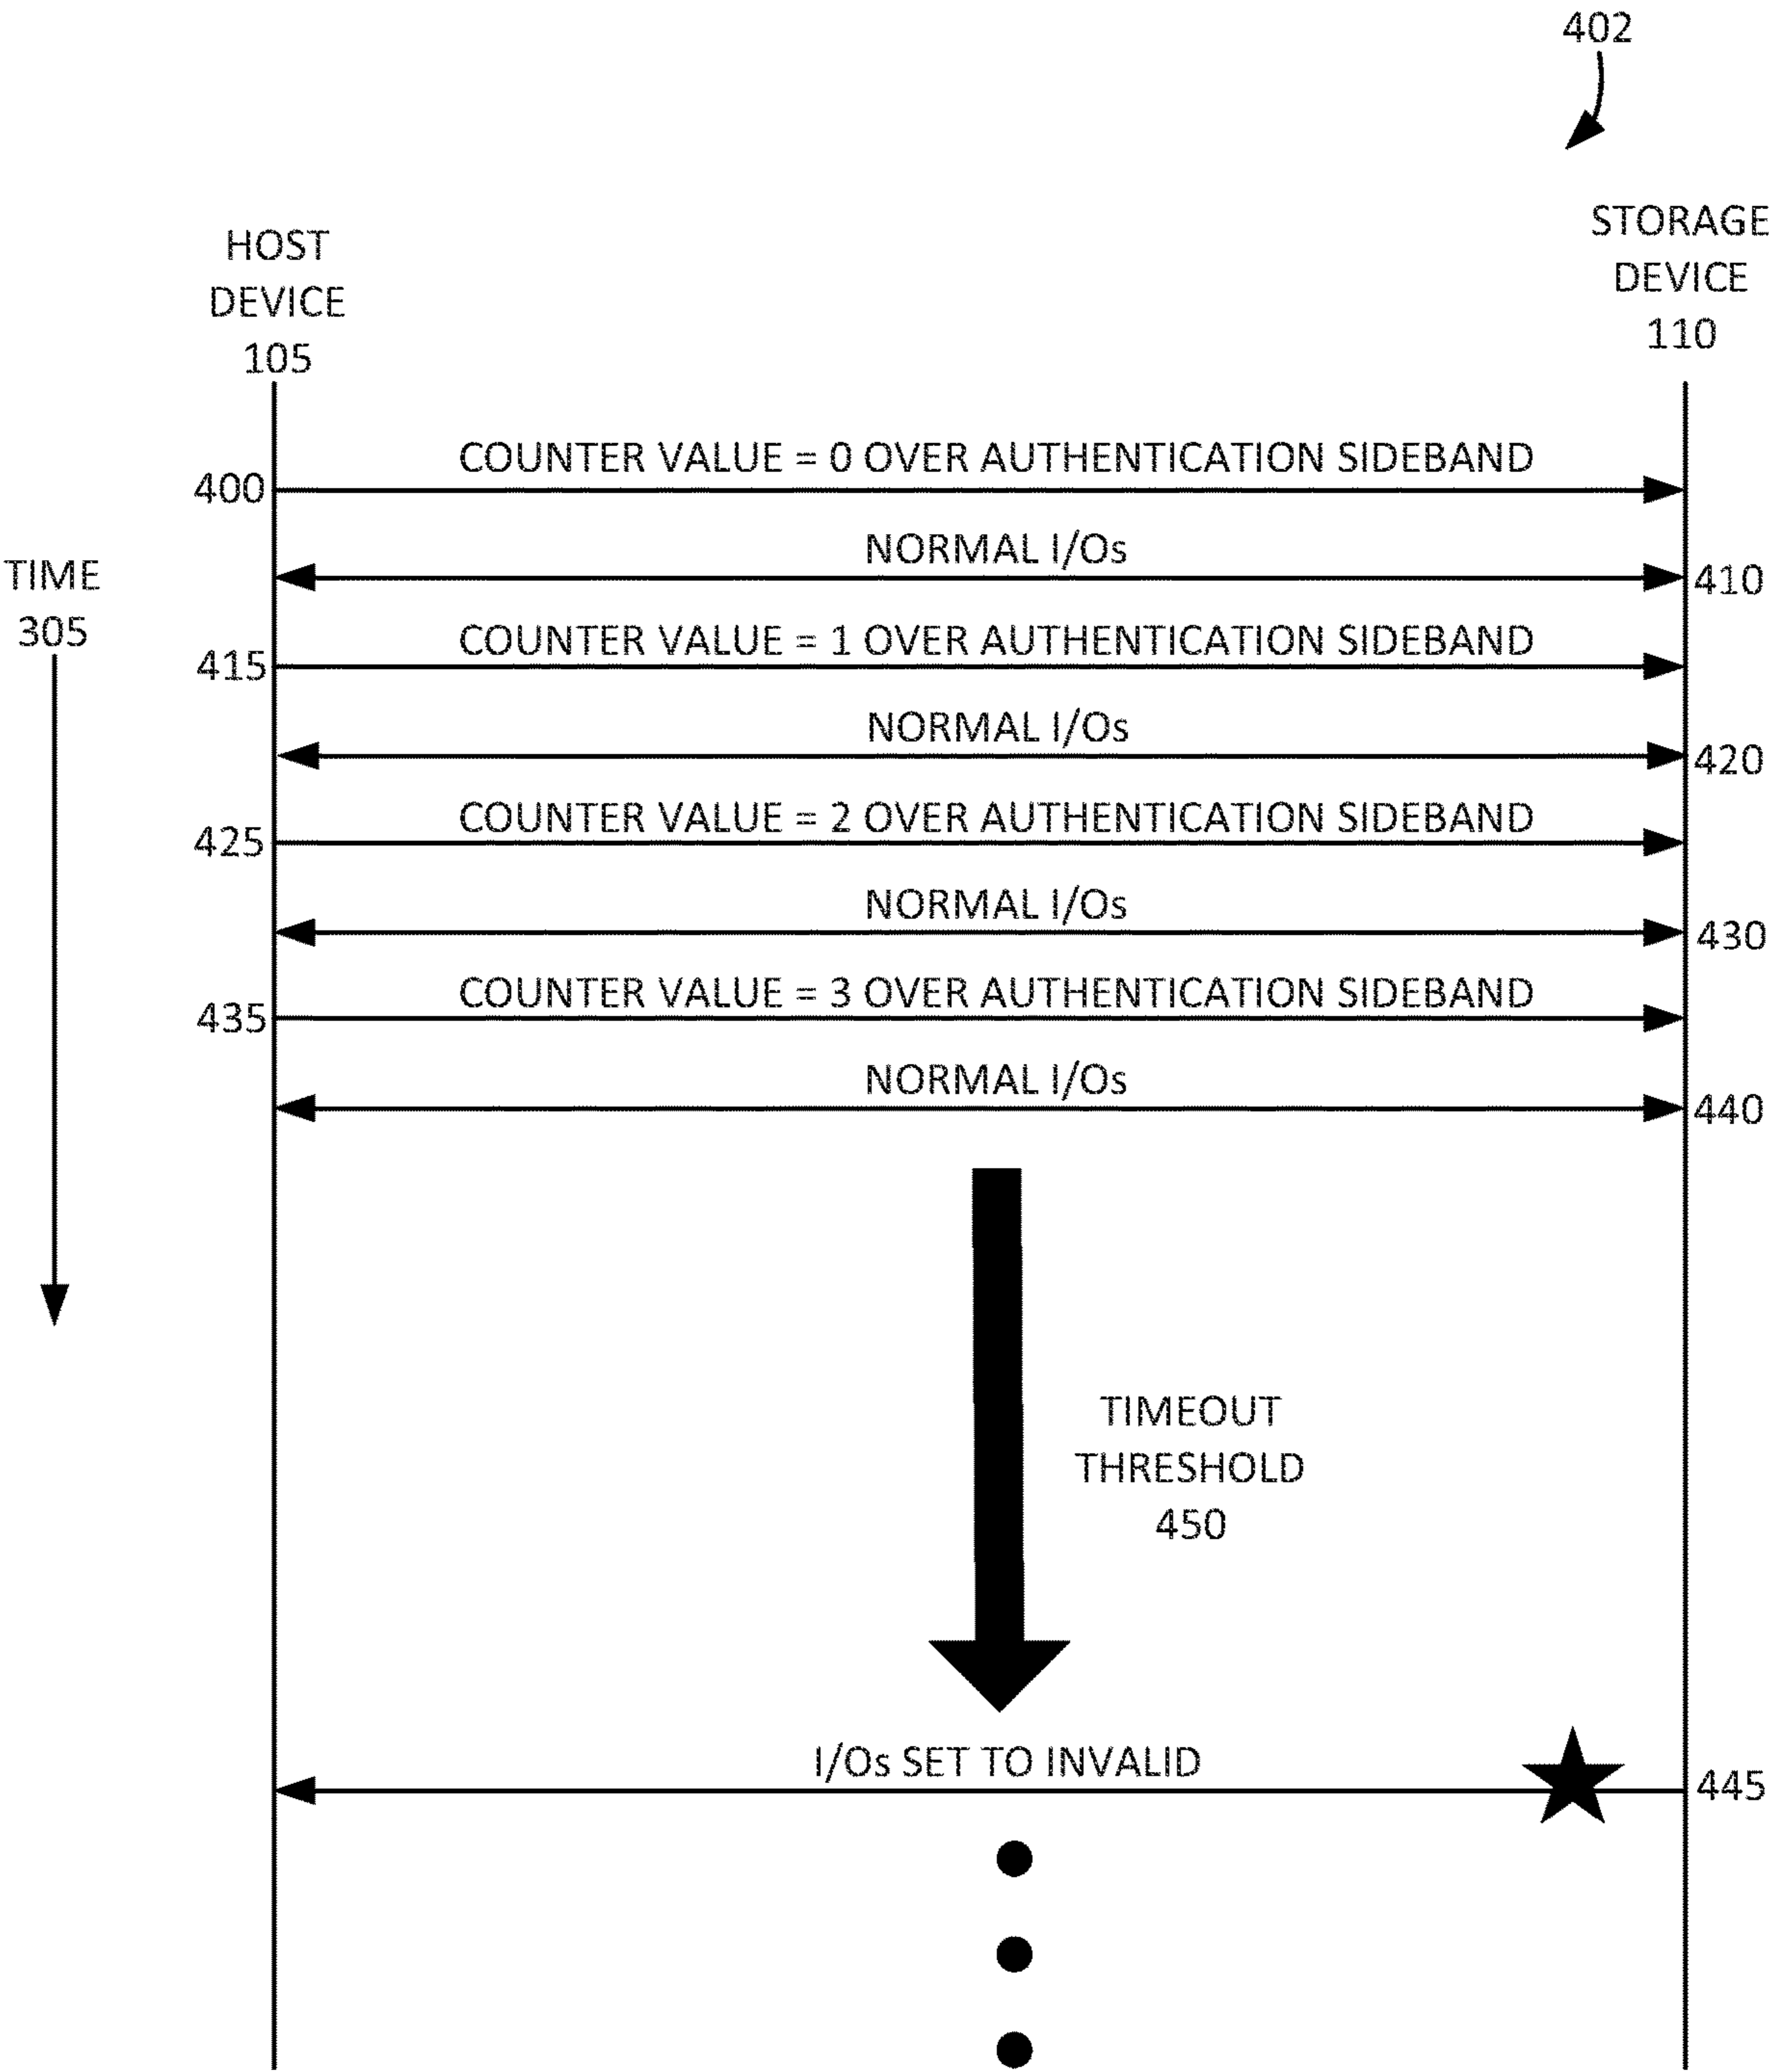 402
STORAGE
DEVICE
110
HOST
DEVICE
105
COUNTER VALUE = 0 OVER AUTHENTICATION SIDEBAND
400
NORMAL I/Os
410
TIME
305
COUNTER VALUE = 1 OVER AUTHENTICATION SIDEBAND
415
NORMAL I/Os
420
COUNTER VALUE = 2 OVER AUTHENTICATION SIDEBAND
425
NORMAL I/Os
430
COUNTER VALUE = 3 OVER AUTHENTICATION SIDEBAND
435
NORMAL I/Os
440
TIMEOUT
THRESHOLD
450
I/Os SET TO INVALID
445